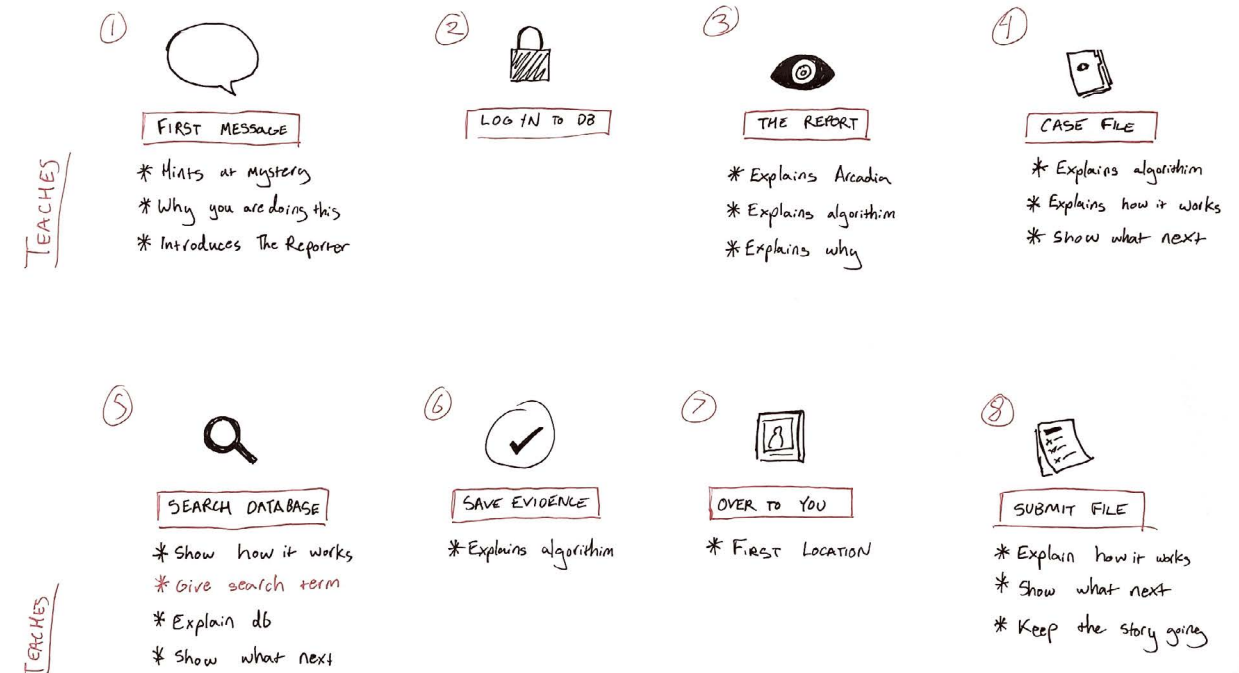 1
FIRST MESSAGE
* Hints at mystery
* Why you are doing this
* Introduces The Reporter
2
LOG IN TO DB
3
THE REPORT
* Explains Arcadia
* Explains algorithim
* Explains why
4
CASE FILE
* Explains algorithim
* Explains how it works
* Show what next
TEACHES
5
SEARCH DATABASE
* Show how it works
* Give search term
* Explain db
* Show what next
6
SAVE EVIDENCE
* Explains algorithim
7
OVER TO YOU
* FIRST LOCATION
8
SUBMIT FILE
* Explain how it works
* Show what next
* Keep the story going
TEACHES